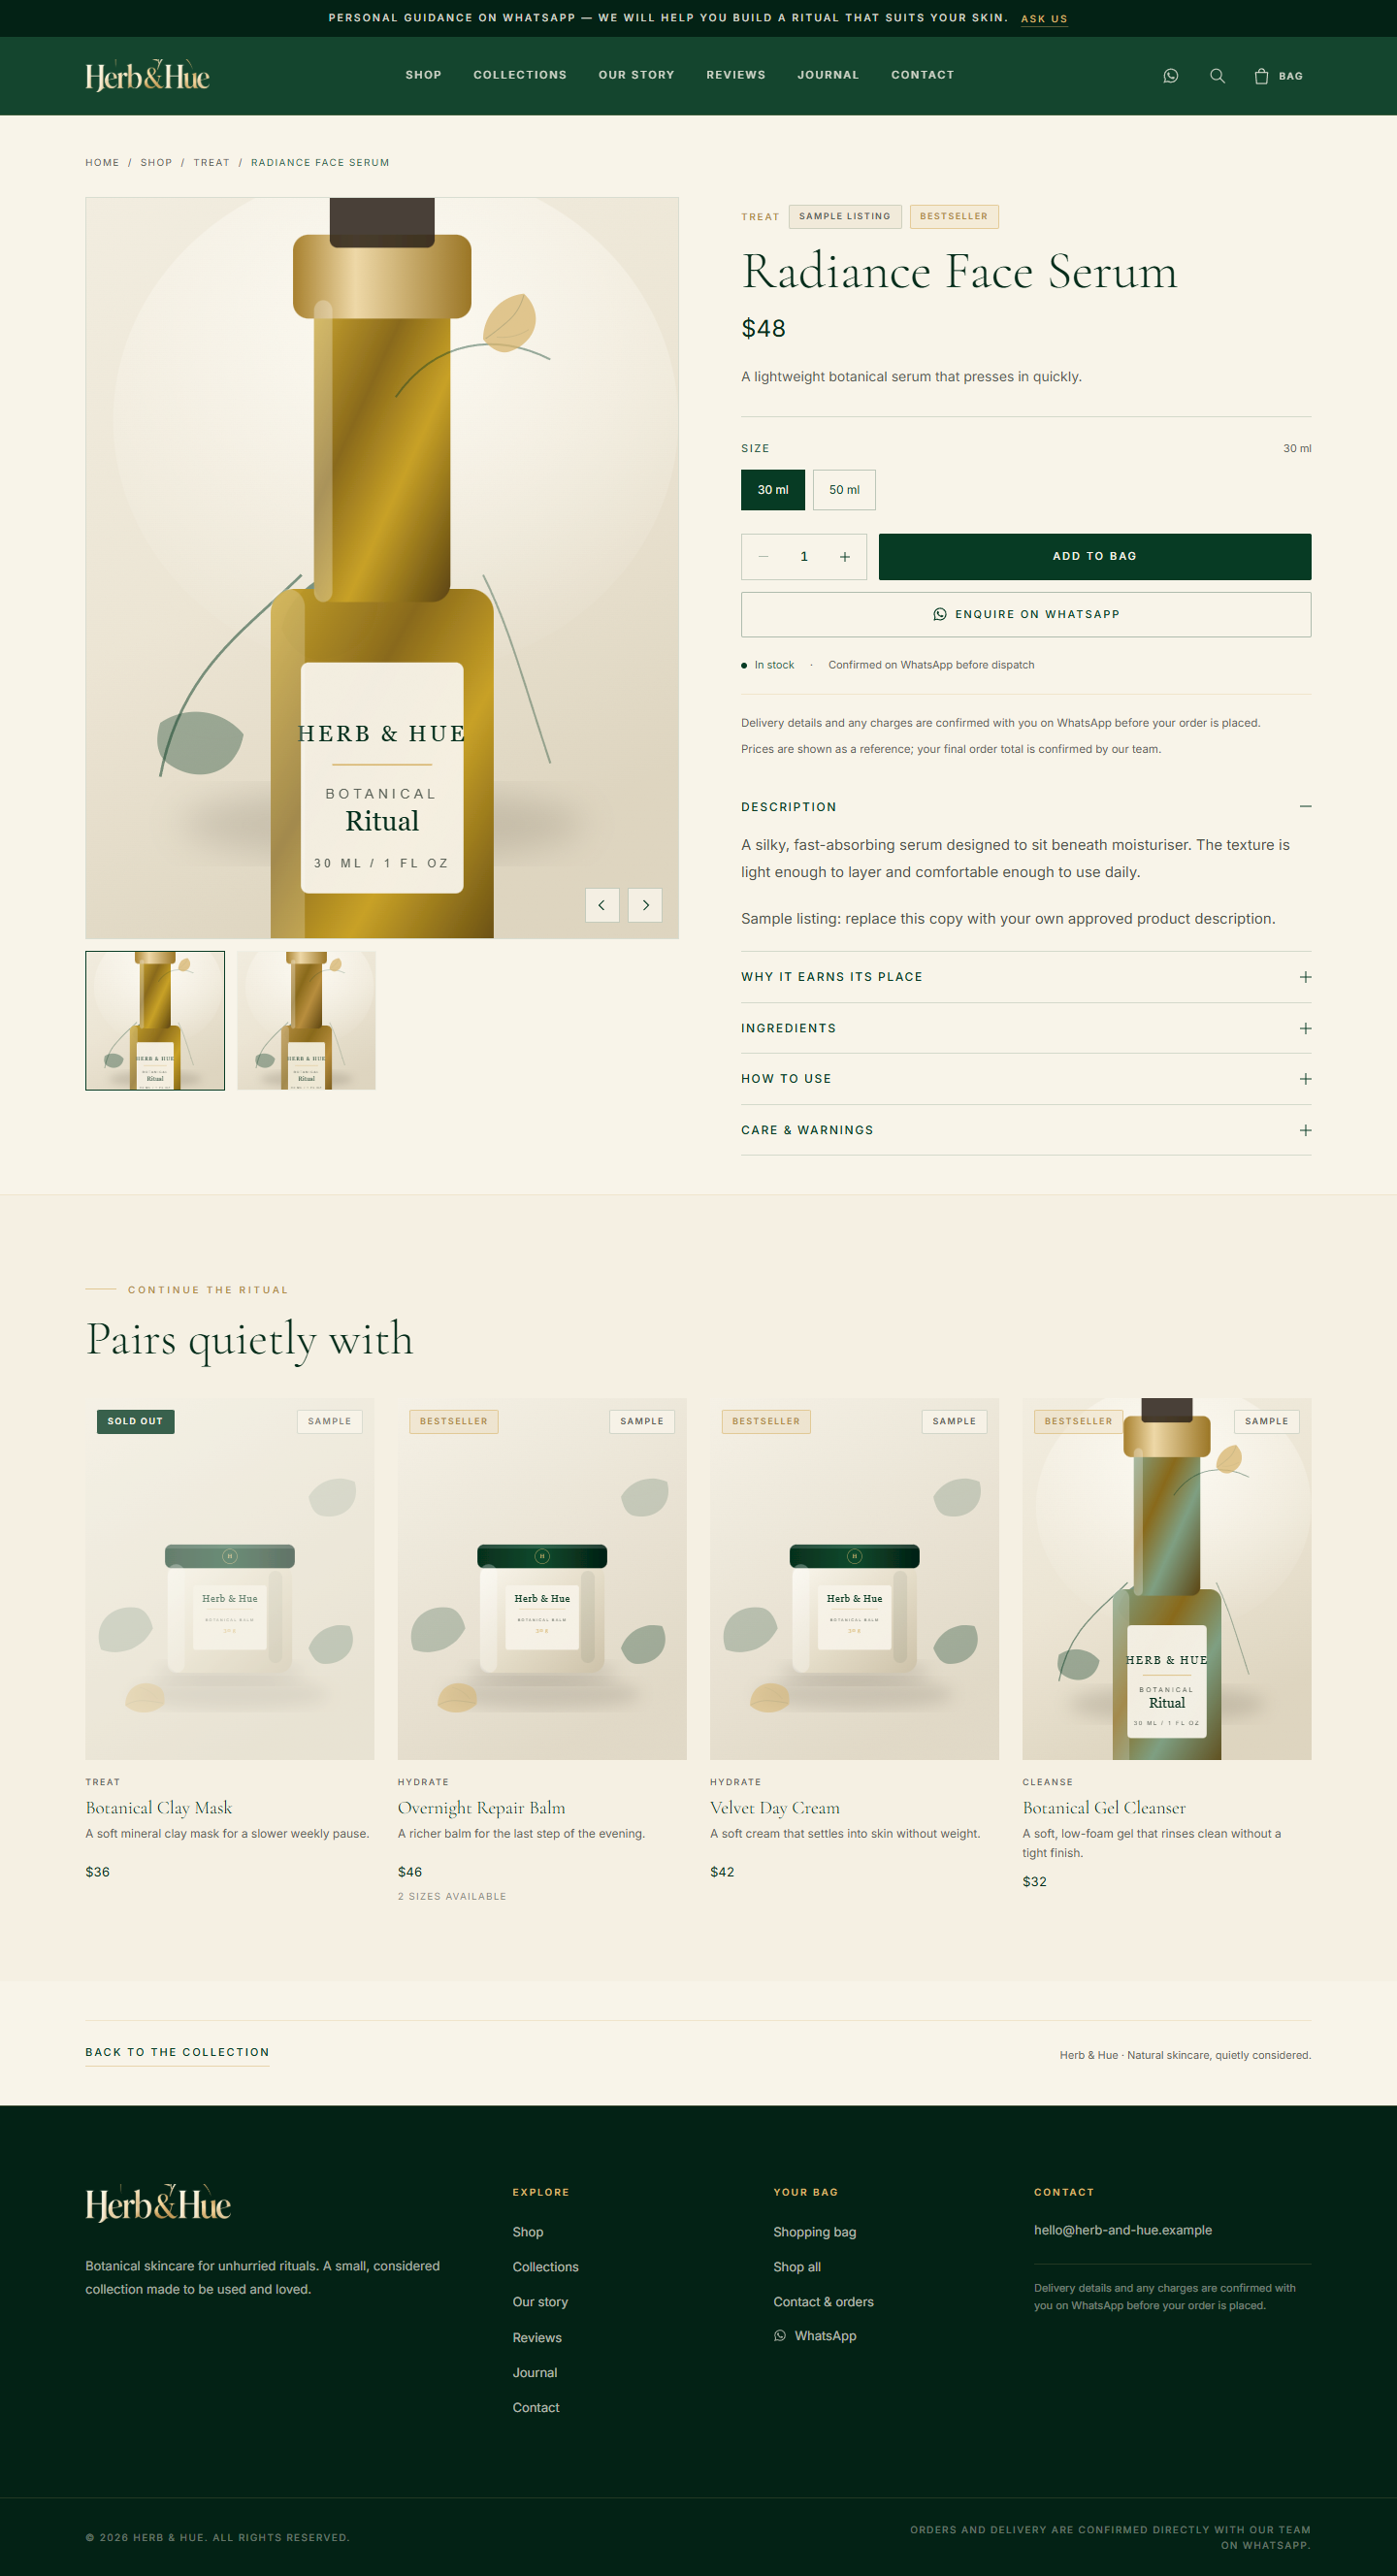 PERSONAL GUIDANCE ON WHATSAPP — WE WILL HELP YOU BUILD A RITUAL THAT SUITS YOUR SKIN. ASK US
Herb&Hue
SHOP COLLECTIONS OUR STORY REVIEWS JOURNAL CONTACT
BAG
HOME / SHOP / TREAT / RADIANCE FACE SERUM
HERB & HUE
BOTANICAL
Ritual
30 ML / 1 FL OZ
HERB & HUE
Ritual
HERB & HUE
Ritual
TREAT SAMPLE LISTING BESTSELLER
Radiance Face Serum
$48
A lightweight botanical serum that presses in quickly.
SIZE 30 ml
30 ml 50 ml
1 ADD TO BAG
ENQUIRE ON WHATSAPP
In stock · Confirmed on WhatsApp before dispatch
Delivery details and any charges are confirmed with you on WhatsApp before your order is placed.
Prices are shown as a reference; your final order total is confirmed by our team.
DESCRIPTION
A silky, fast-absorbing serum designed to sit beneath moisturiser. The texture is
light enough to layer and comfortable enough to use daily.
Sample listing: replace this copy with your own approved product description.
WHY IT EARNS ITS PLACE
INGREDIENTS
HOW TO USE
CARE & WARNINGS
CONTINUE THE RITUAL
Pairs quietly with
SOLD OUT SAMPLE
H
Herb & Hue
BOTANICAL BALM
TREAT
Botanical Clay Mask
A soft mineral clay mask for a slower weekly pause.
$36
BESTSELLER SAMPLE
H
Herb & Hue
BOTANICAL BALM
HYDRATE
Overnight Repair Balm
A richer balm for the last step of the evening.
$46
2 SIZES AVAILABLE
BESTSELLER SAMPLE
H
Herb & Hue
BOTANICAL BALM
HYDRATE
Velvet Day Cream
A soft cream that settles into skin without weight.
$42
BESTSELLER SAMPLE
HERB & HUE
BOTANICAL
Ritual
30 ML / 1 FL OZ
CLEANSE
Botanical Gel Cleanser
A soft, low-foam gel that rinses clean without a
tight finish.
$32
BACK TO THE COLLECTION
Herb & Hue · Natural skincare, quietly considered.
Herb&Hue
Botanical skincare for unhurried rituals. A small, considered
collection made to be used and loved.
EXPLORE
Shop
Collections
Our story
Reviews
Journal
Contact
YOUR BAG
Shopping bag
Shop all
Contact & orders
WhatsApp
CONTACT
hello@herb-and-hue.example
Delivery details and any charges are confirmed with
you on WhatsApp before your order is placed.
© 2026 HERB & HUE. ALL RIGHTS RESERVED.
ORDERS AND DELIVERY ARE CONFIRMED DIRECTLY WITH OUR TEAM
ON WHATSAPP.